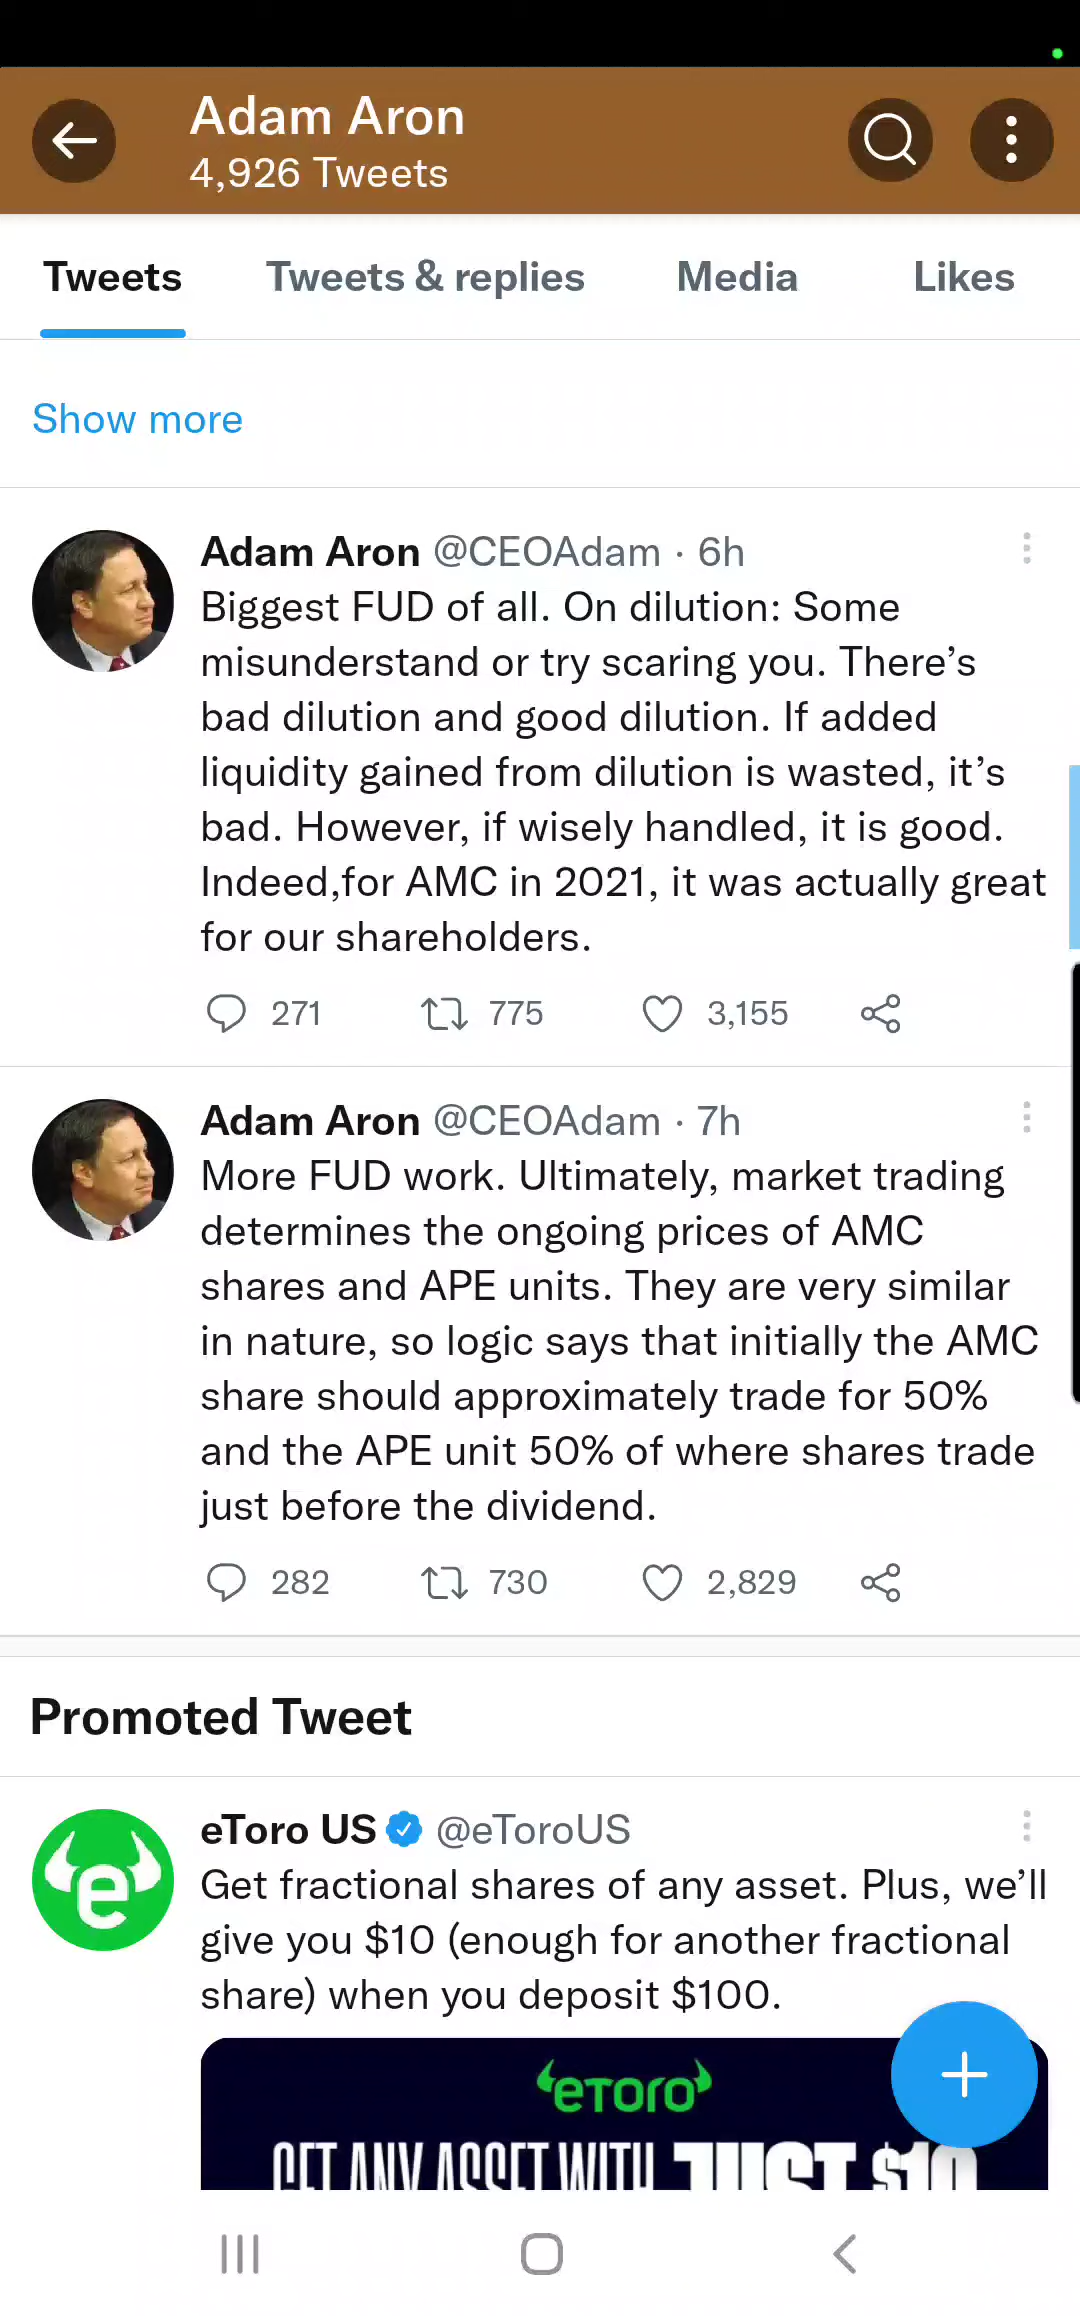 Adam Aron
4,926 Tweets
Tweets
Tweets & replies
Media
Likes
Show more
Adam Aron @CEOAdam · 6h
Biggest FUD of all. On dilution: Some
misunderstand or try scaring you. There’s
bad dilution and good dilution. If added
liquidity gained from dilution is wasted, it’s
bad. However, if wisely handled, it is good.
Indeed,for AMC in 2021, it was actually great
for our shareholders.
271 775 3,155
Adam Aron @CEOAdam · 7h
More FUD work. Ultimately, market trading
determines the ongoing prices of AMC
shares and APE units. They are very similar
in nature, so logic says that initially the AMC
share should approximately trade for 50%
and the APE unit 50% of where shares trade
just before the dividend.
282 730 2,829
Promoted Tweet
eToro US @eToroUS
Get fractional shares of any asset. Plus, we’ll
give you $10 (enough for another fractional
share) when you deposit $100.
eToro
GET ANY ASSET WITH JUST $10